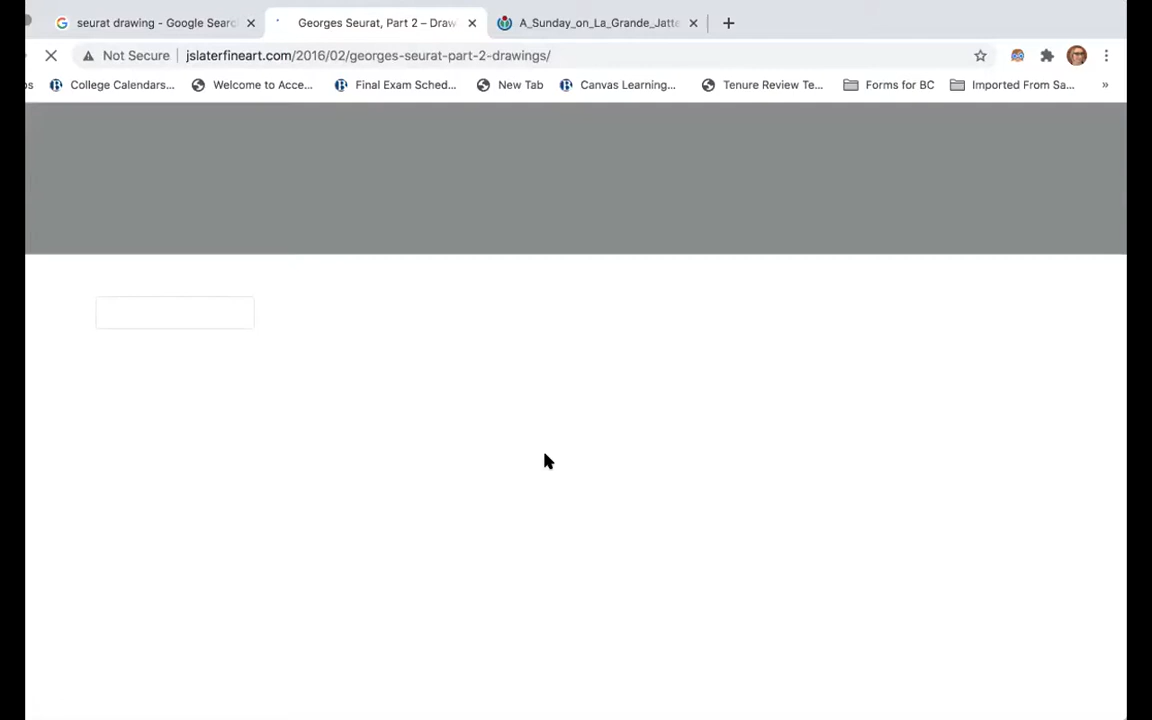 seurat drawing - Google Searc
Georges Seurat, Part 2 – Draw
A_Sunday_on_La_Grande_Jatte
Not Secure
jslaterfineart.com/2016/02/georges-seurat-part-2-drawings/
ps
College Calendars...
Welcome to Acce...
Final Exam Sched...
New Tab
Canvas Learning...
Tenure Review Te...
Forms for BC
Imported From Sa...
»